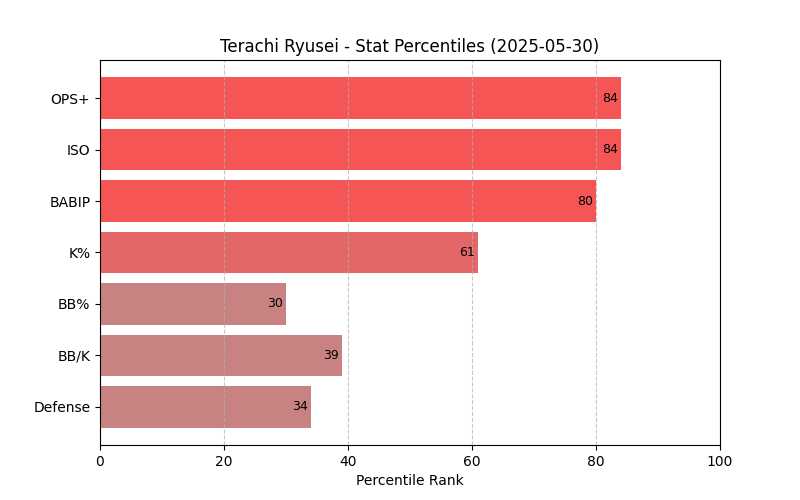 Terachi Ryusei - Stat Percentiles (2025-05-30)
OPS+ 84
ISO 84
BABIP 80
K% 61
BB% 30
BB/K 39
Defense 34
0 20 40 60 80 100
Percentile Rank